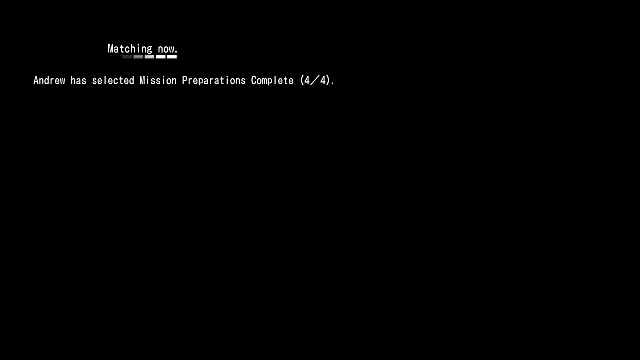 Matching now.
Andrew has selected Mission Preparations Complete (4/4).